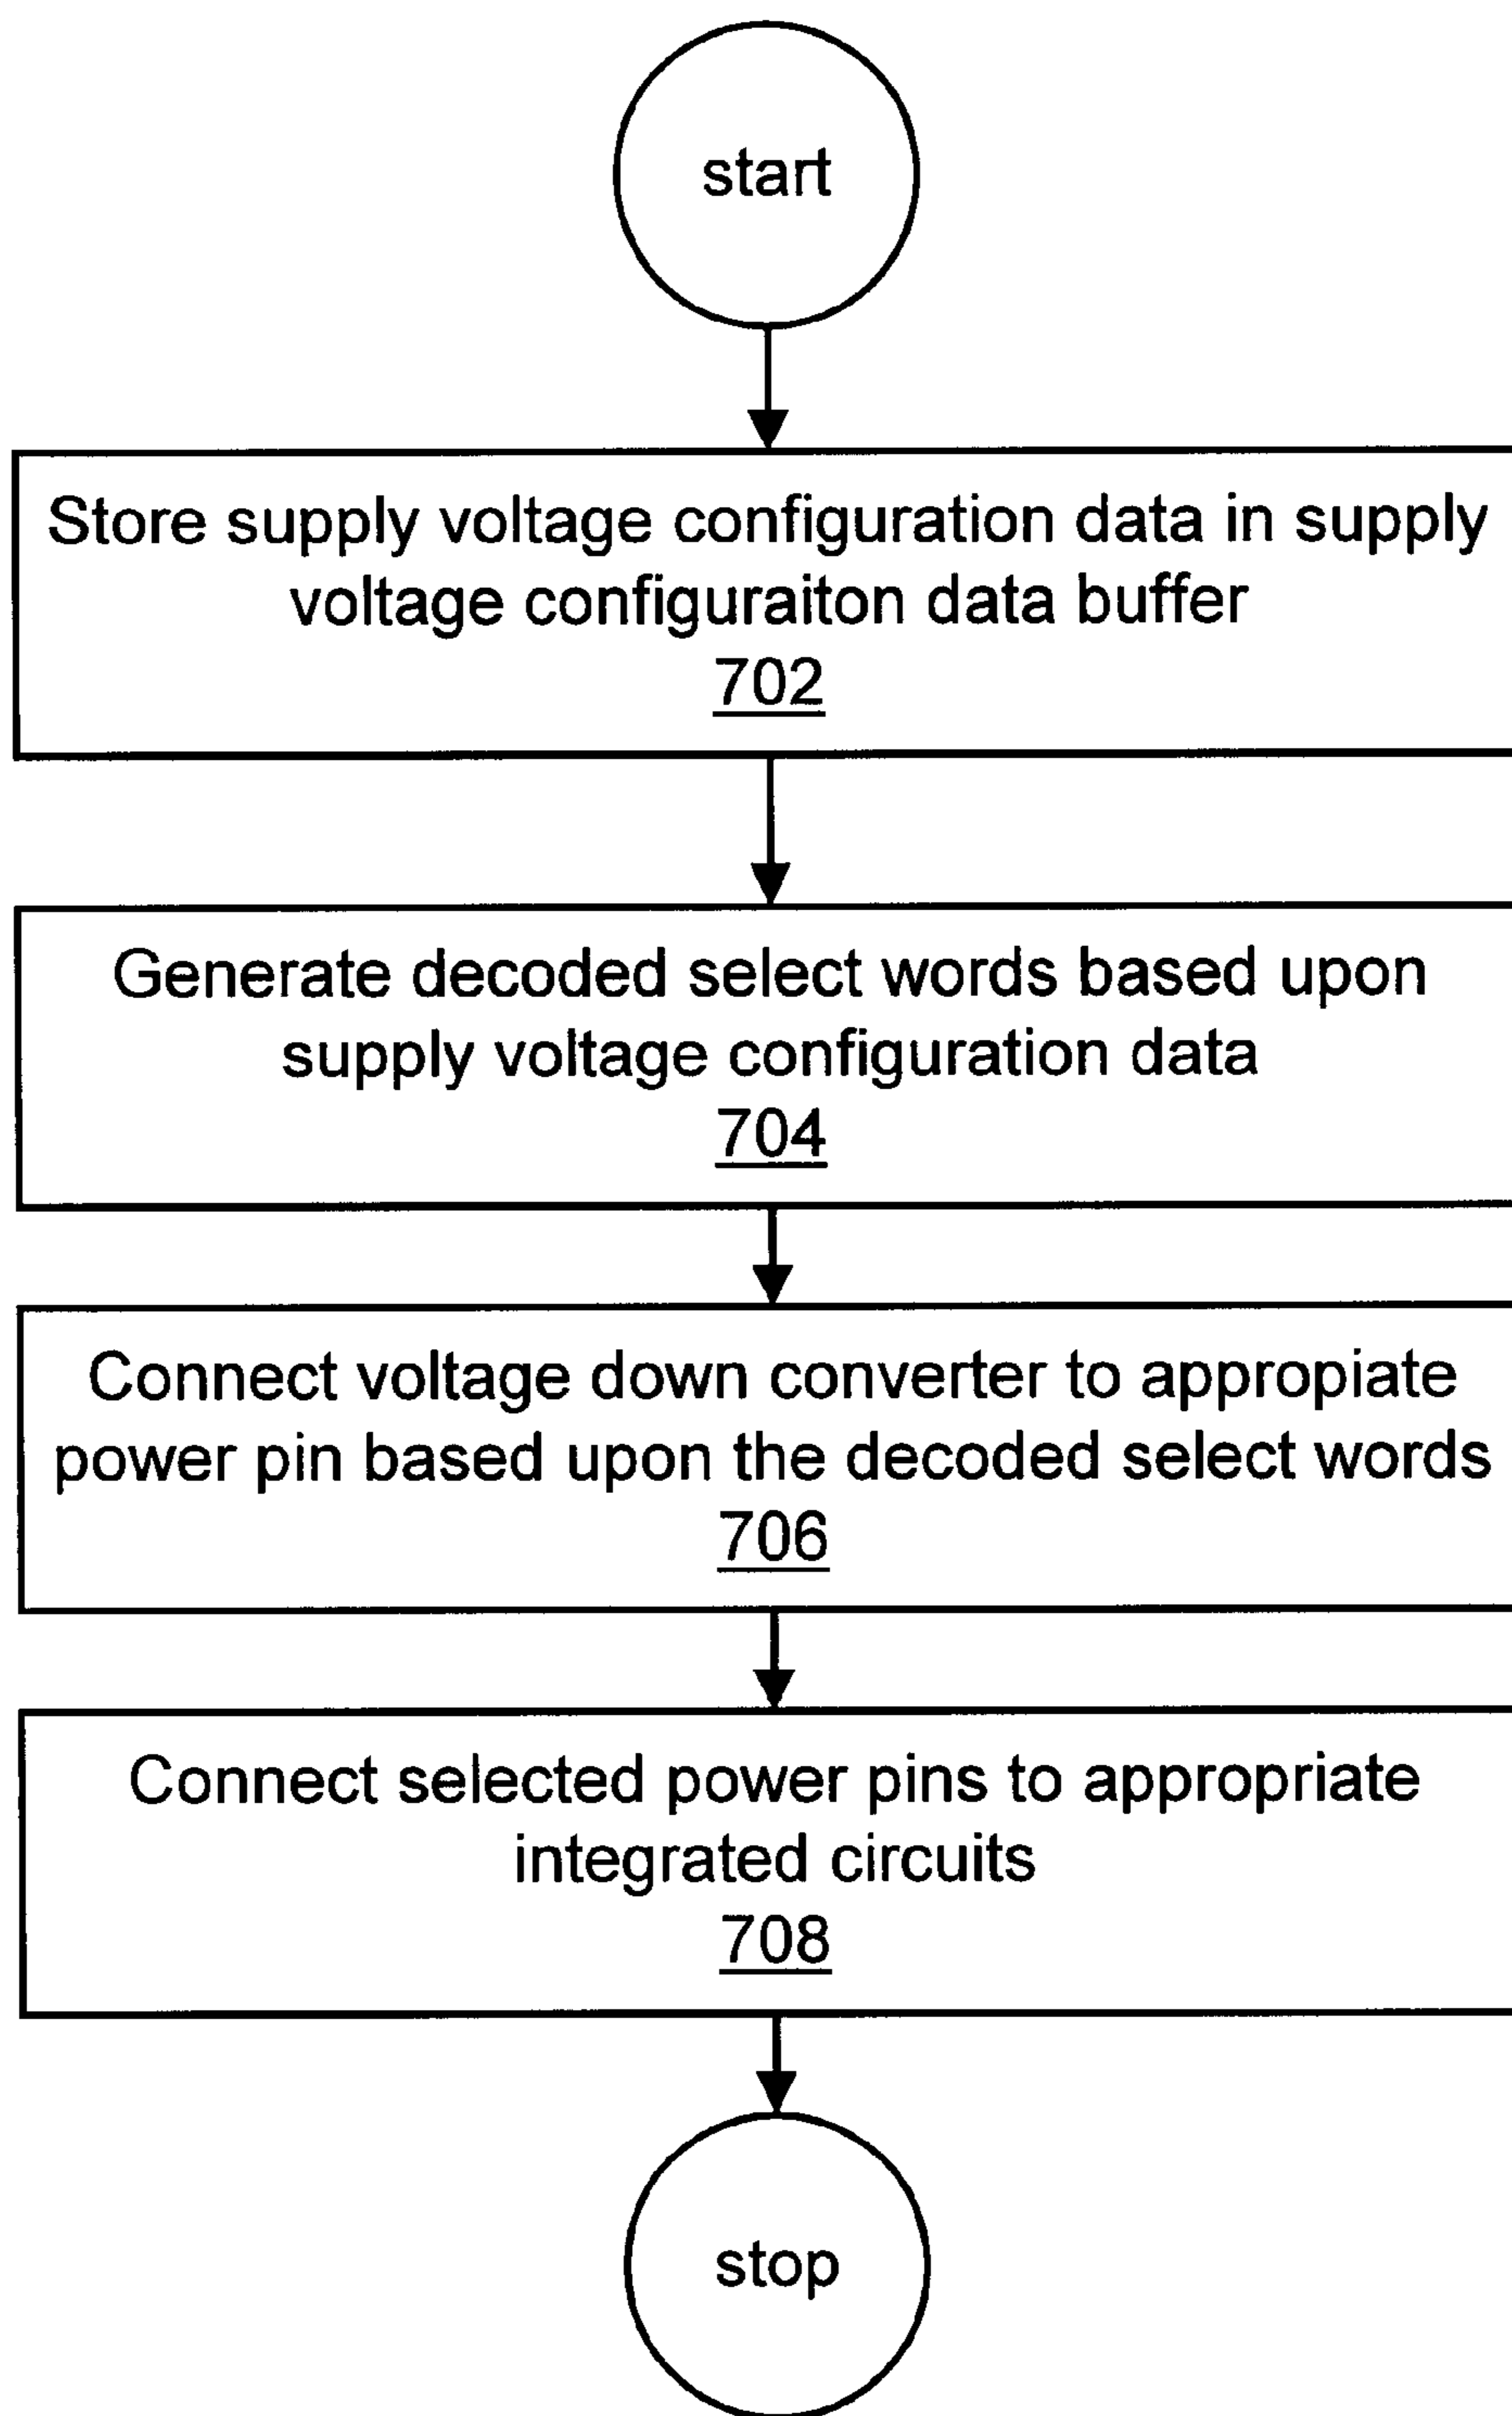 start
Store supply voltage configuration data in supply
voltage configuraiton data buffer
702
Generate decoded select words based upon
supply voltage configuration data
704
Connect voltage down converter to appropiate
power pin based upon the decoded select words
706
Connect selected power pins to appropriate
integrated circuits
708
stop